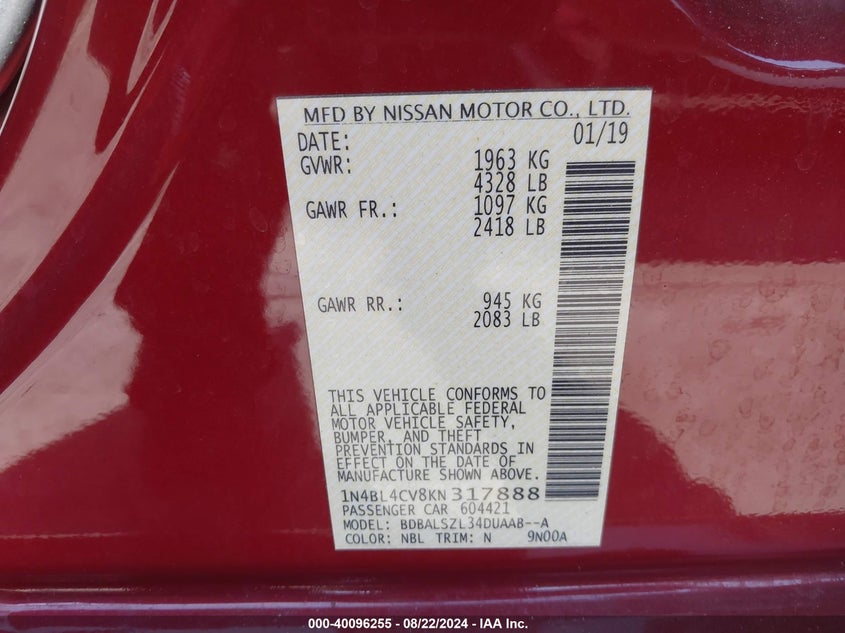 MFD BY NISSAN MOTOR CO., LTD.
DATE: 01/19
GVWR: 1963 KG
4328 LB
GAWR FR.: 1097 KG
2418 LB
GAWR RR.: 945 KG
2083 LB
THIS VEHICLE CONFORMS TO
ALL APPLICABLE FEDERAL
MOTOR VEHICLE SAFETY,
BUMPER, AND THEFT
PREVENTION STANDARDS IN
EFFECT ON THE DATE OF
MANUFACTURE SHOWN ABOVE.
1N4BL4CV8KN317888
PASSENGER CAR 604421
MODEL: BDBALSZL34DUAAB--A
COLOR: NBL TRIM: N 9N00A
000-40096255 - 08/22/2024 - IAA Inc.